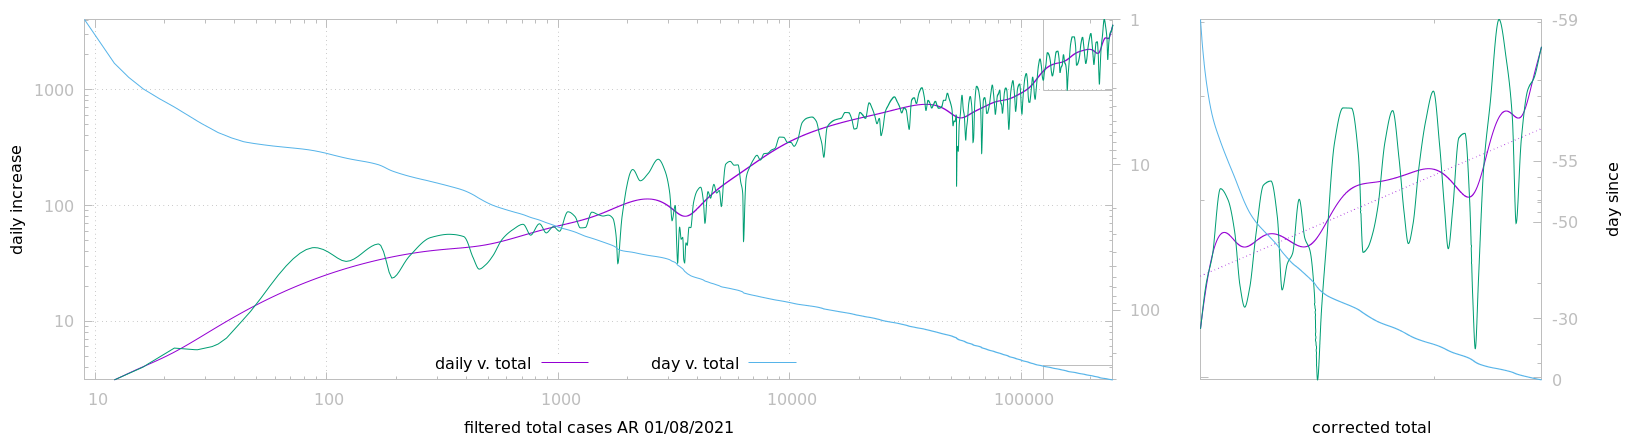 1
-59
1000
10
-55
daily increase
100
-50
day since
10
100
-30
daily v. total
day v. total
0
10
100
1000
10000
100000
filtered total cases AR 01/08/2021
corrected total